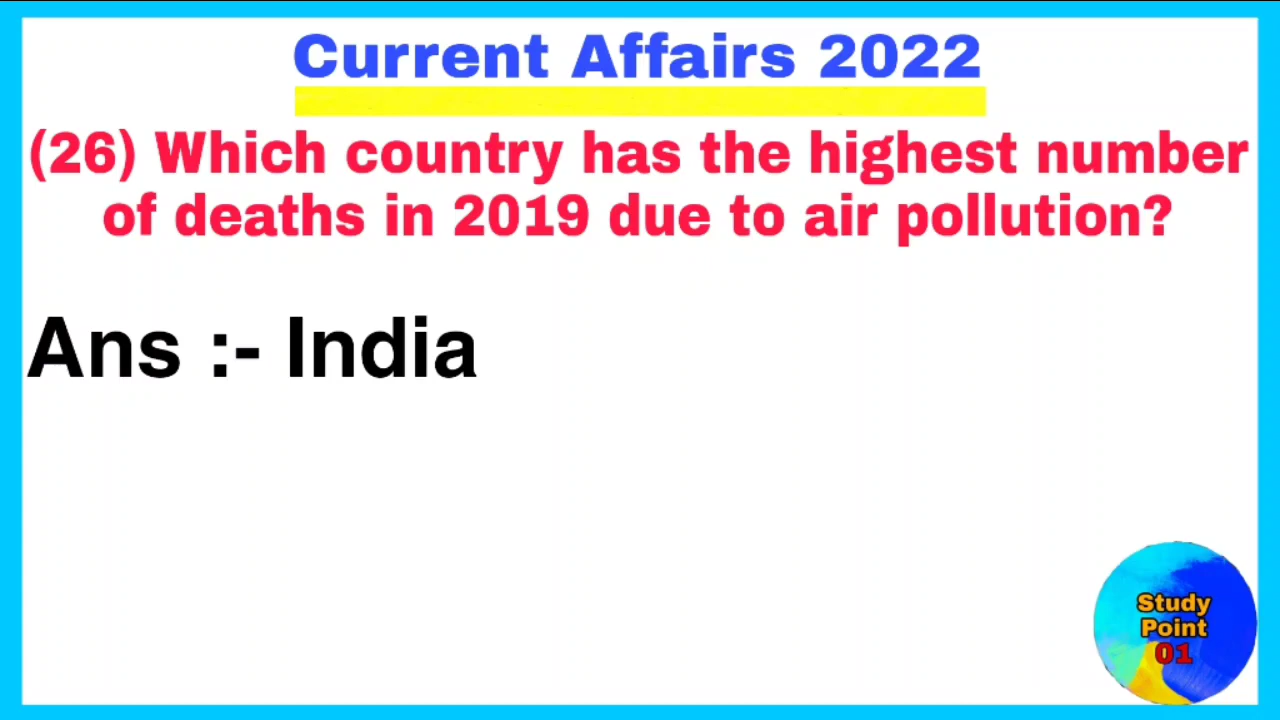 Current Affairs 2022
(26) Which country has the highest number
of deaths in 2019 due to air pollution?
Ans :- India
Study
Point
01